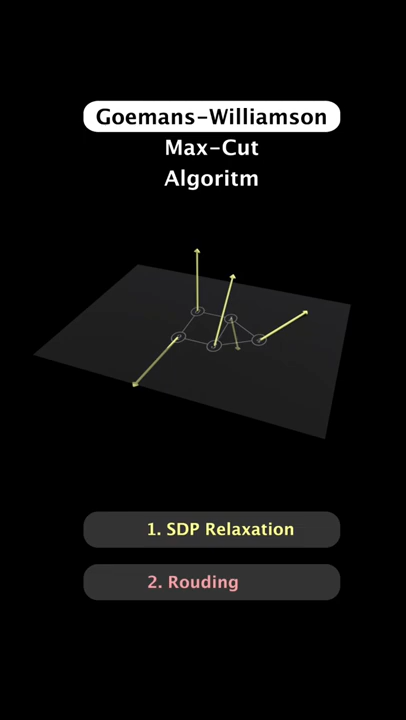 Goemans-Williamson
Max-Cut
Algoritm
1. SDP Relaxation
2. Rouding